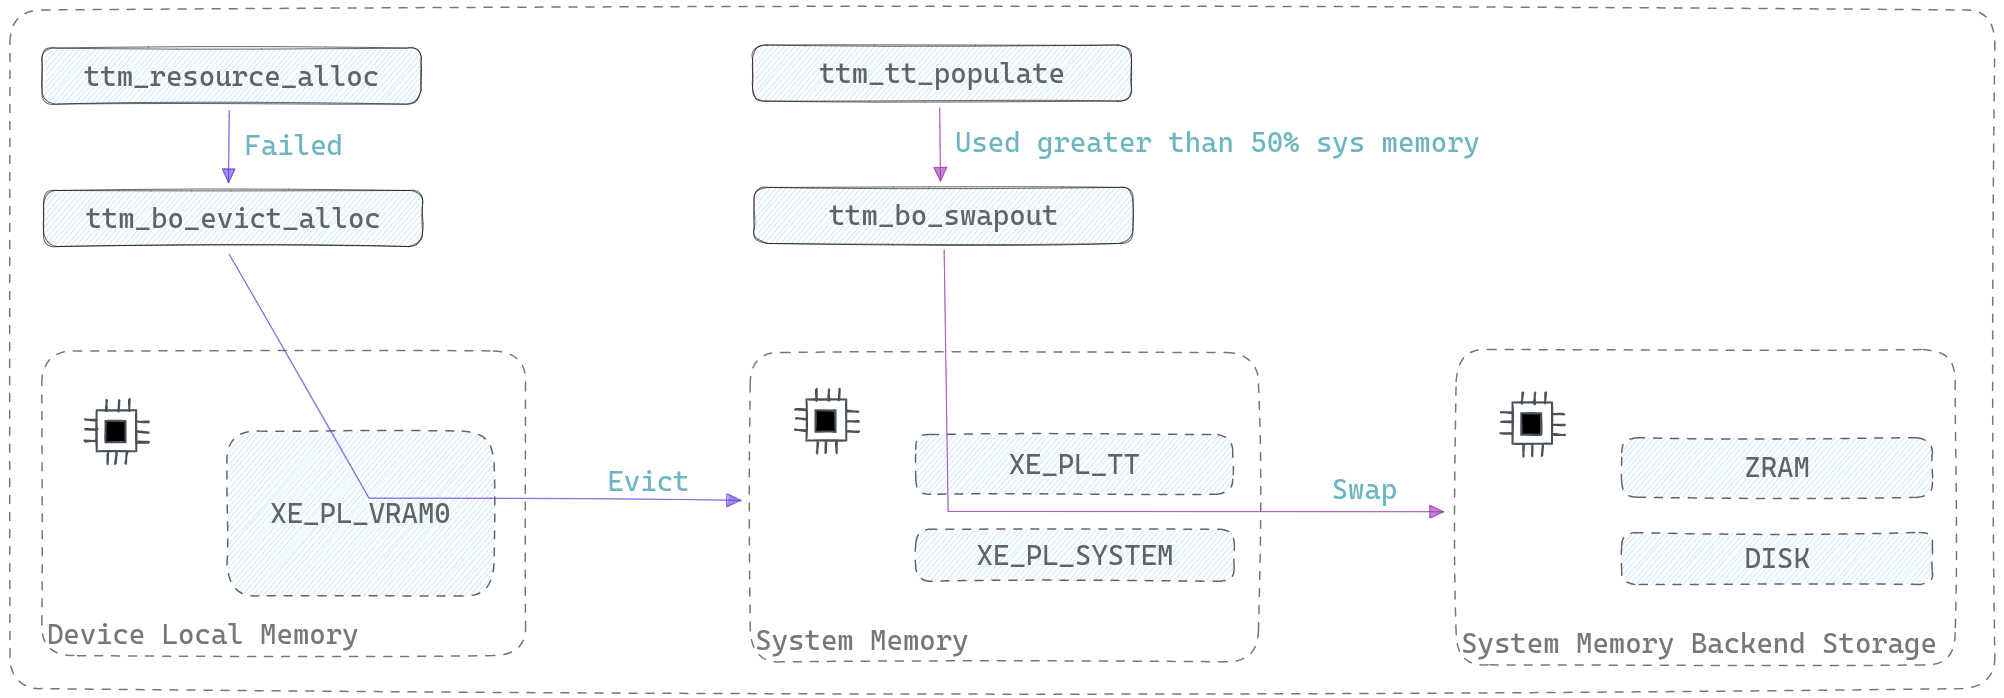 ttm_resource_alloc
ttm_tt_populate
Failed
Used greater than 50% sys memory
ttm_bo_evict_alloc
ttm_bo_swapout
Evict
Swap
XE_PL_VRAM0
XE_PL_TT
XE_PL_SYSTEM
ZRAM
DISK
Device Local Memory
System Memory
System Memory Backend Storage